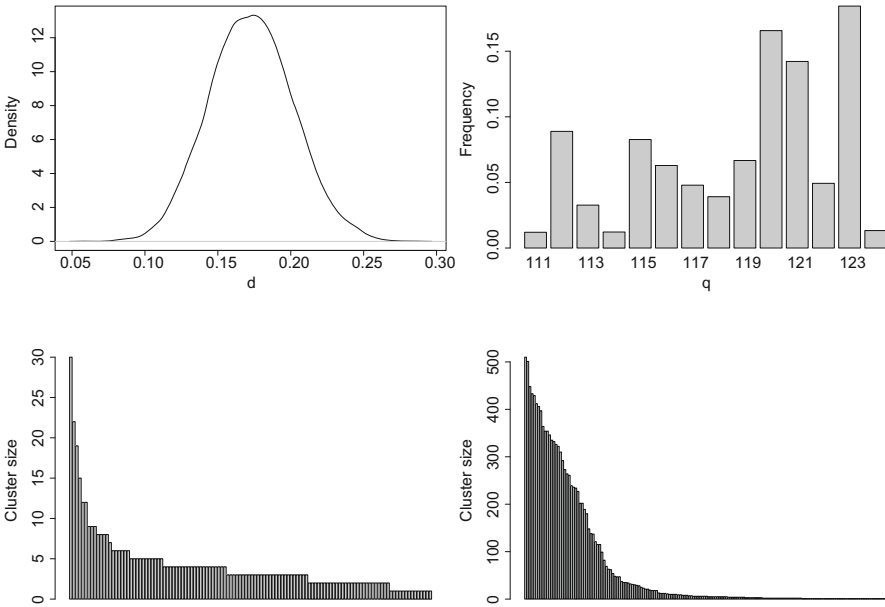 Density
0 2 4 6 8 10 12
0.05 0.10 0.15 0.20 0.25 0.30
d
Frequency
0.00 0.05 0.10 0.15
111 113 115 117 119 121 123
q
Cluster size
0 5 10 15 20 25 30
Cluster size
0 100 200 300 400 500